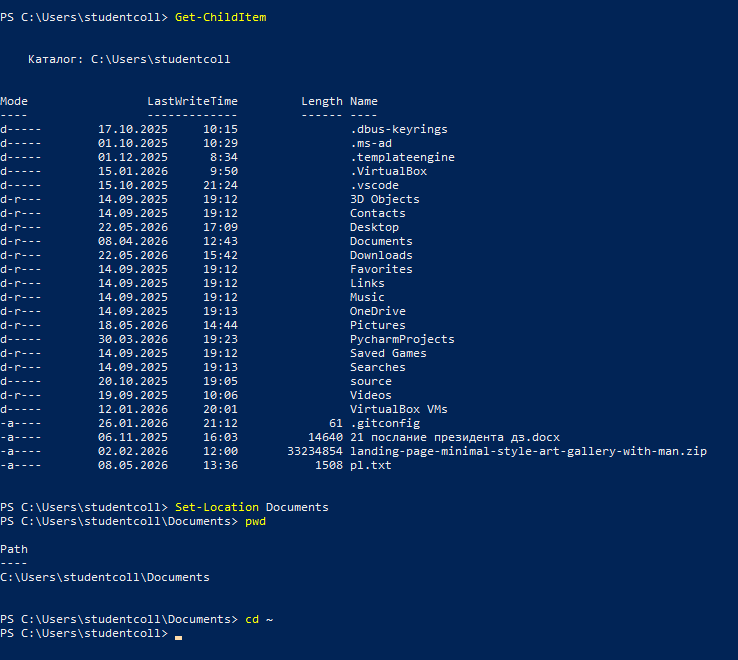 PS C:\Users\studentcoll> Get-ChildItem
Каталог: C:\Users\studentcoll
Mode LastWriteTime Length Name
---- ------------- ------ ----
d----- 17.10.2025 10:15 .dbus-keyrings
d----- 01.10.2025 10:29 .ms-ad
d----- 01.12.2025 8:34 .templateengine
d----- 15.01.2026 9:50 .VirtualBox
d----- 15.10.2025 21:24 .vscode
d-r--- 14.09.2025 19:12 3D Objects
d-r--- 14.09.2025 19:12 Contacts
d-r--- 22.05.2026 17:09 Desktop
d-r--- 08.04.2026 12:43 Documents
d-r--- 22.05.2026 15:42 Downloads
d-r--- 14.09.2025 19:12 Favorites
d-r--- 14.09.2025 19:12 Links
d-r--- 14.09.2025 19:12 Music
d-r--- 14.09.2025 19:13 OneDrive
d-r--- 18.05.2026 14:44 Pictures
d----- 30.03.2026 19:23 PycharmProjects
d-r--- 14.09.2025 19:12 Saved Games
d-r--- 14.09.2025 19:13 Searches
d----- 20.10.2025 19:05 source
d-r--- 19.09.2025 10:06 Videos
d----- 12.01.2026 20:01 VirtualBox VMs
-a---- 26.01.2026 21:12 61 .gitconfig
-a---- 06.11.2025 16:03 14640 21 послание президента дз.docx
-a---- 02.02.2026 12:00 33234854 landing-page-minimal-style-art-gallery-with-man.zip
-a---- 08.05.2026 13:36 1508 pl.txt
PS C:\Users\studentcoll> Set-Location Documents
PS C:\Users\studentcoll\Documents> pwd
Path
----
C:\Users\studentcoll\Documents
PS C:\Users\studentcoll\Documents> cd ~
PS C:\Users\studentcoll>